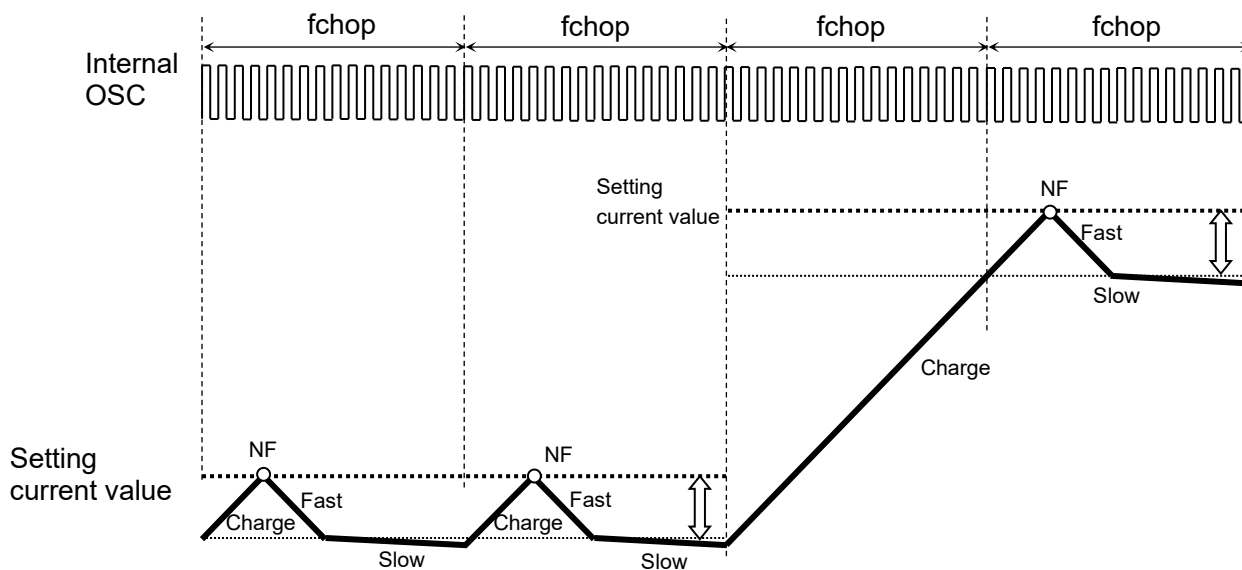 fchop
fchop
fchop
fchop
Internal
OSC
Setting
current value
NF
Fast
Slow
Charge
Setting
current value
NF
Fast
Charge
Slow
NF
Fast
Charge
Slow